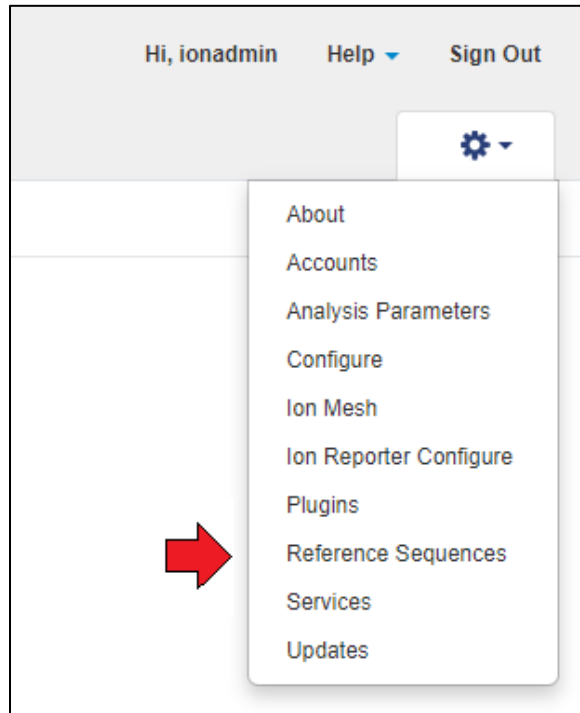 Hi, ionadmin Help Sign Out
About
Accounts
Analysis Parameters
Configure
Ion Mesh
Ion Reporter Configure
Plugins
Reference Sequences
Services
Updates